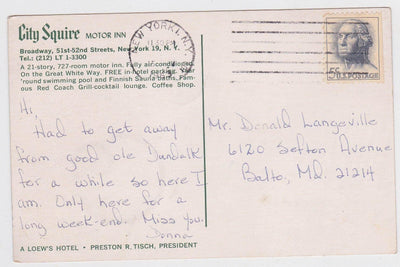 City Squire MOTOR INN
Broadway, 51st-52nd Streets, New York 19, N. Y.
Tel.: (212) LT 1-3300
A 21-story, 727-room motor inn. Fully air conditioned.
On the Great White Way. FREE in-hotel parking. Year
'round swimming pool and Finnish Sauna baths. Fam-
ous Red Coach Grill-cocktail lounge. Coffee Shop.
Hi,
Had to get away
from good ole Dundalk
for a while so here I
am. Only here for a
long week-end. Miss You.
Donna
A LOEW'S HOTEL • PRESTON R. TISCH, PRESIDENT
NEW YORK, N.Y.
5¢ U.S. POSTAGE
Mr. Donald Langeville
6120 Sefton Avenue
Balto, Md. 21214